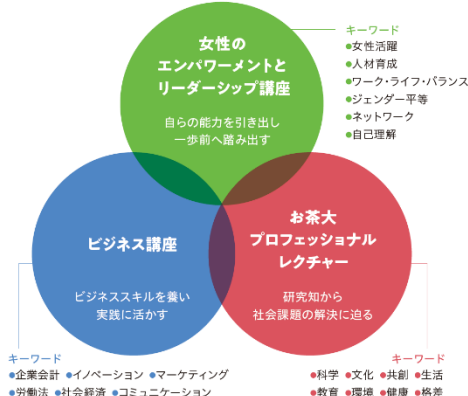 女性の
エンパワーメントと
リーダーシップ講座
自らの能力を引き出し
一歩前へ踏み出す
キーワード
●女性活躍
●人材育成
●ワーク・ライフ・バランス
●ジェンダー平等
●ネットワーク
●自己理解
ビジネス講座
ビジネススキルを養い
実践に活かす
お茶大
プロフェッショナル
レクチャー
研究知から
社会課題の解決に迫る
キーワード
●企業会計 ●イノベーション ●マーケティング
●労働法 ●社会経済 ●コミュニケーション
キーワード
●科学 ●文化 ●共創 ●生活
●教育 ●環境 ●健康 ●格差